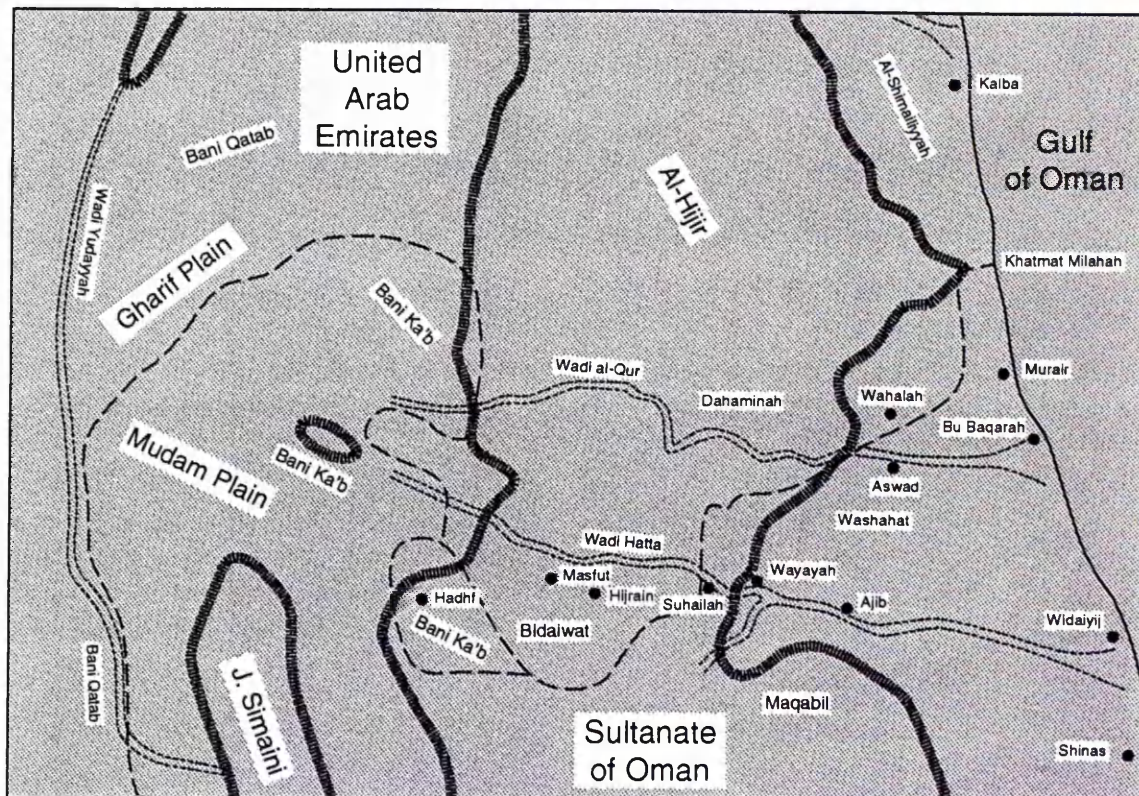 United
Arab
Emirates
Bani Qatab
Al-Shimailiyyah
Kalba
Gulf
of Oman
Wadi Yudayyah
Al-Hijir
Gharif Plain
Khatmat Milahah
Bani Ka'b
Wadi al-Qur
Dahaminah
Wahalah
Murair
Bu Baqarah
Mudam Plain
Bani Ka'b
Aswad
Washahat
Wadi Hatta
Masfut
Hijrain
Hadhf
Suhailah
Wayayah
Ajib
Widaiyij
Bidaiwat
Bani Ka'b
Bani Qatab
J. Simaini
Maqabil
Sultanate
of Oman
Shinas